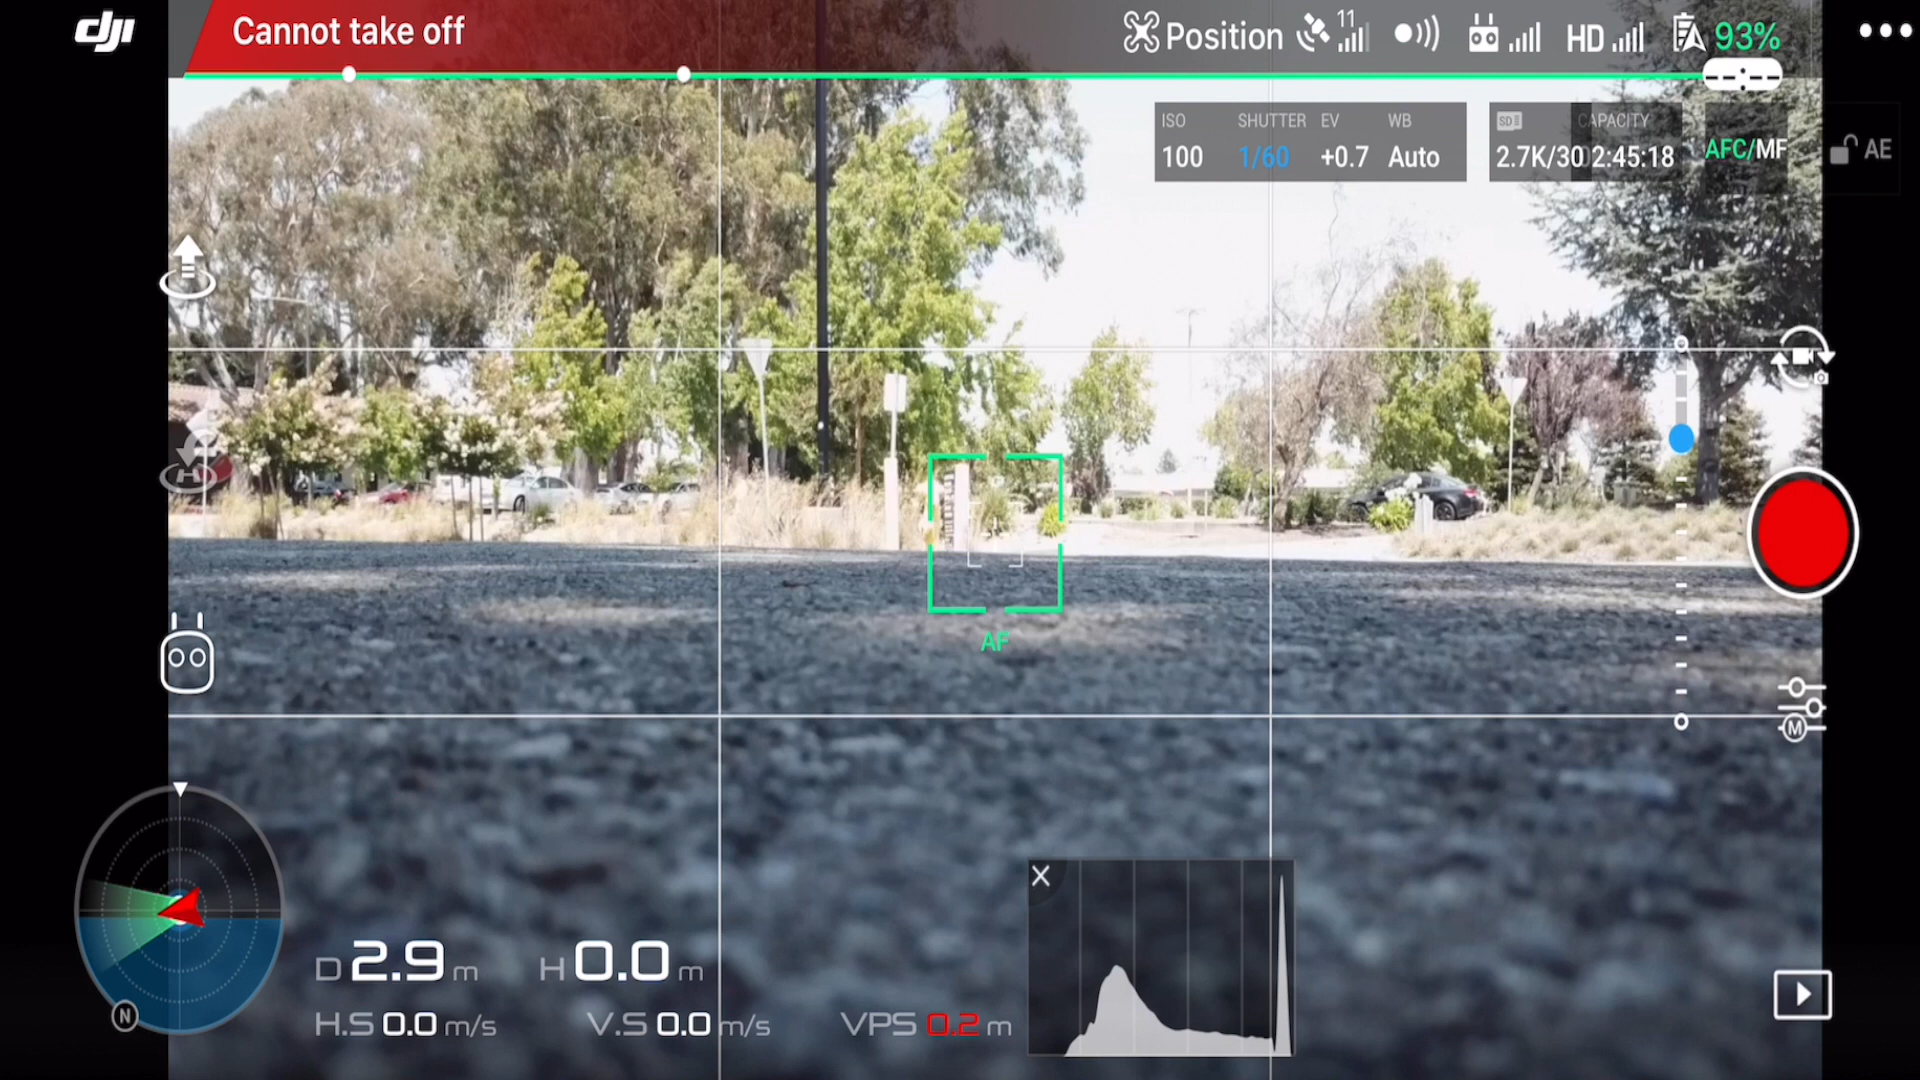 dji
Cannot take off
Position
11
HD
93%
ISO SHUTTER EV WB
100 1/60 +0.7 Auto
SD CAPACITY
2.7K/30 2:45:18
AFC/MF
AE
H
AF
M
N
D 2.9 m H 0.0 m
H.S 0.0 m/s V.S 0.0 m/s VPS 0.2 m